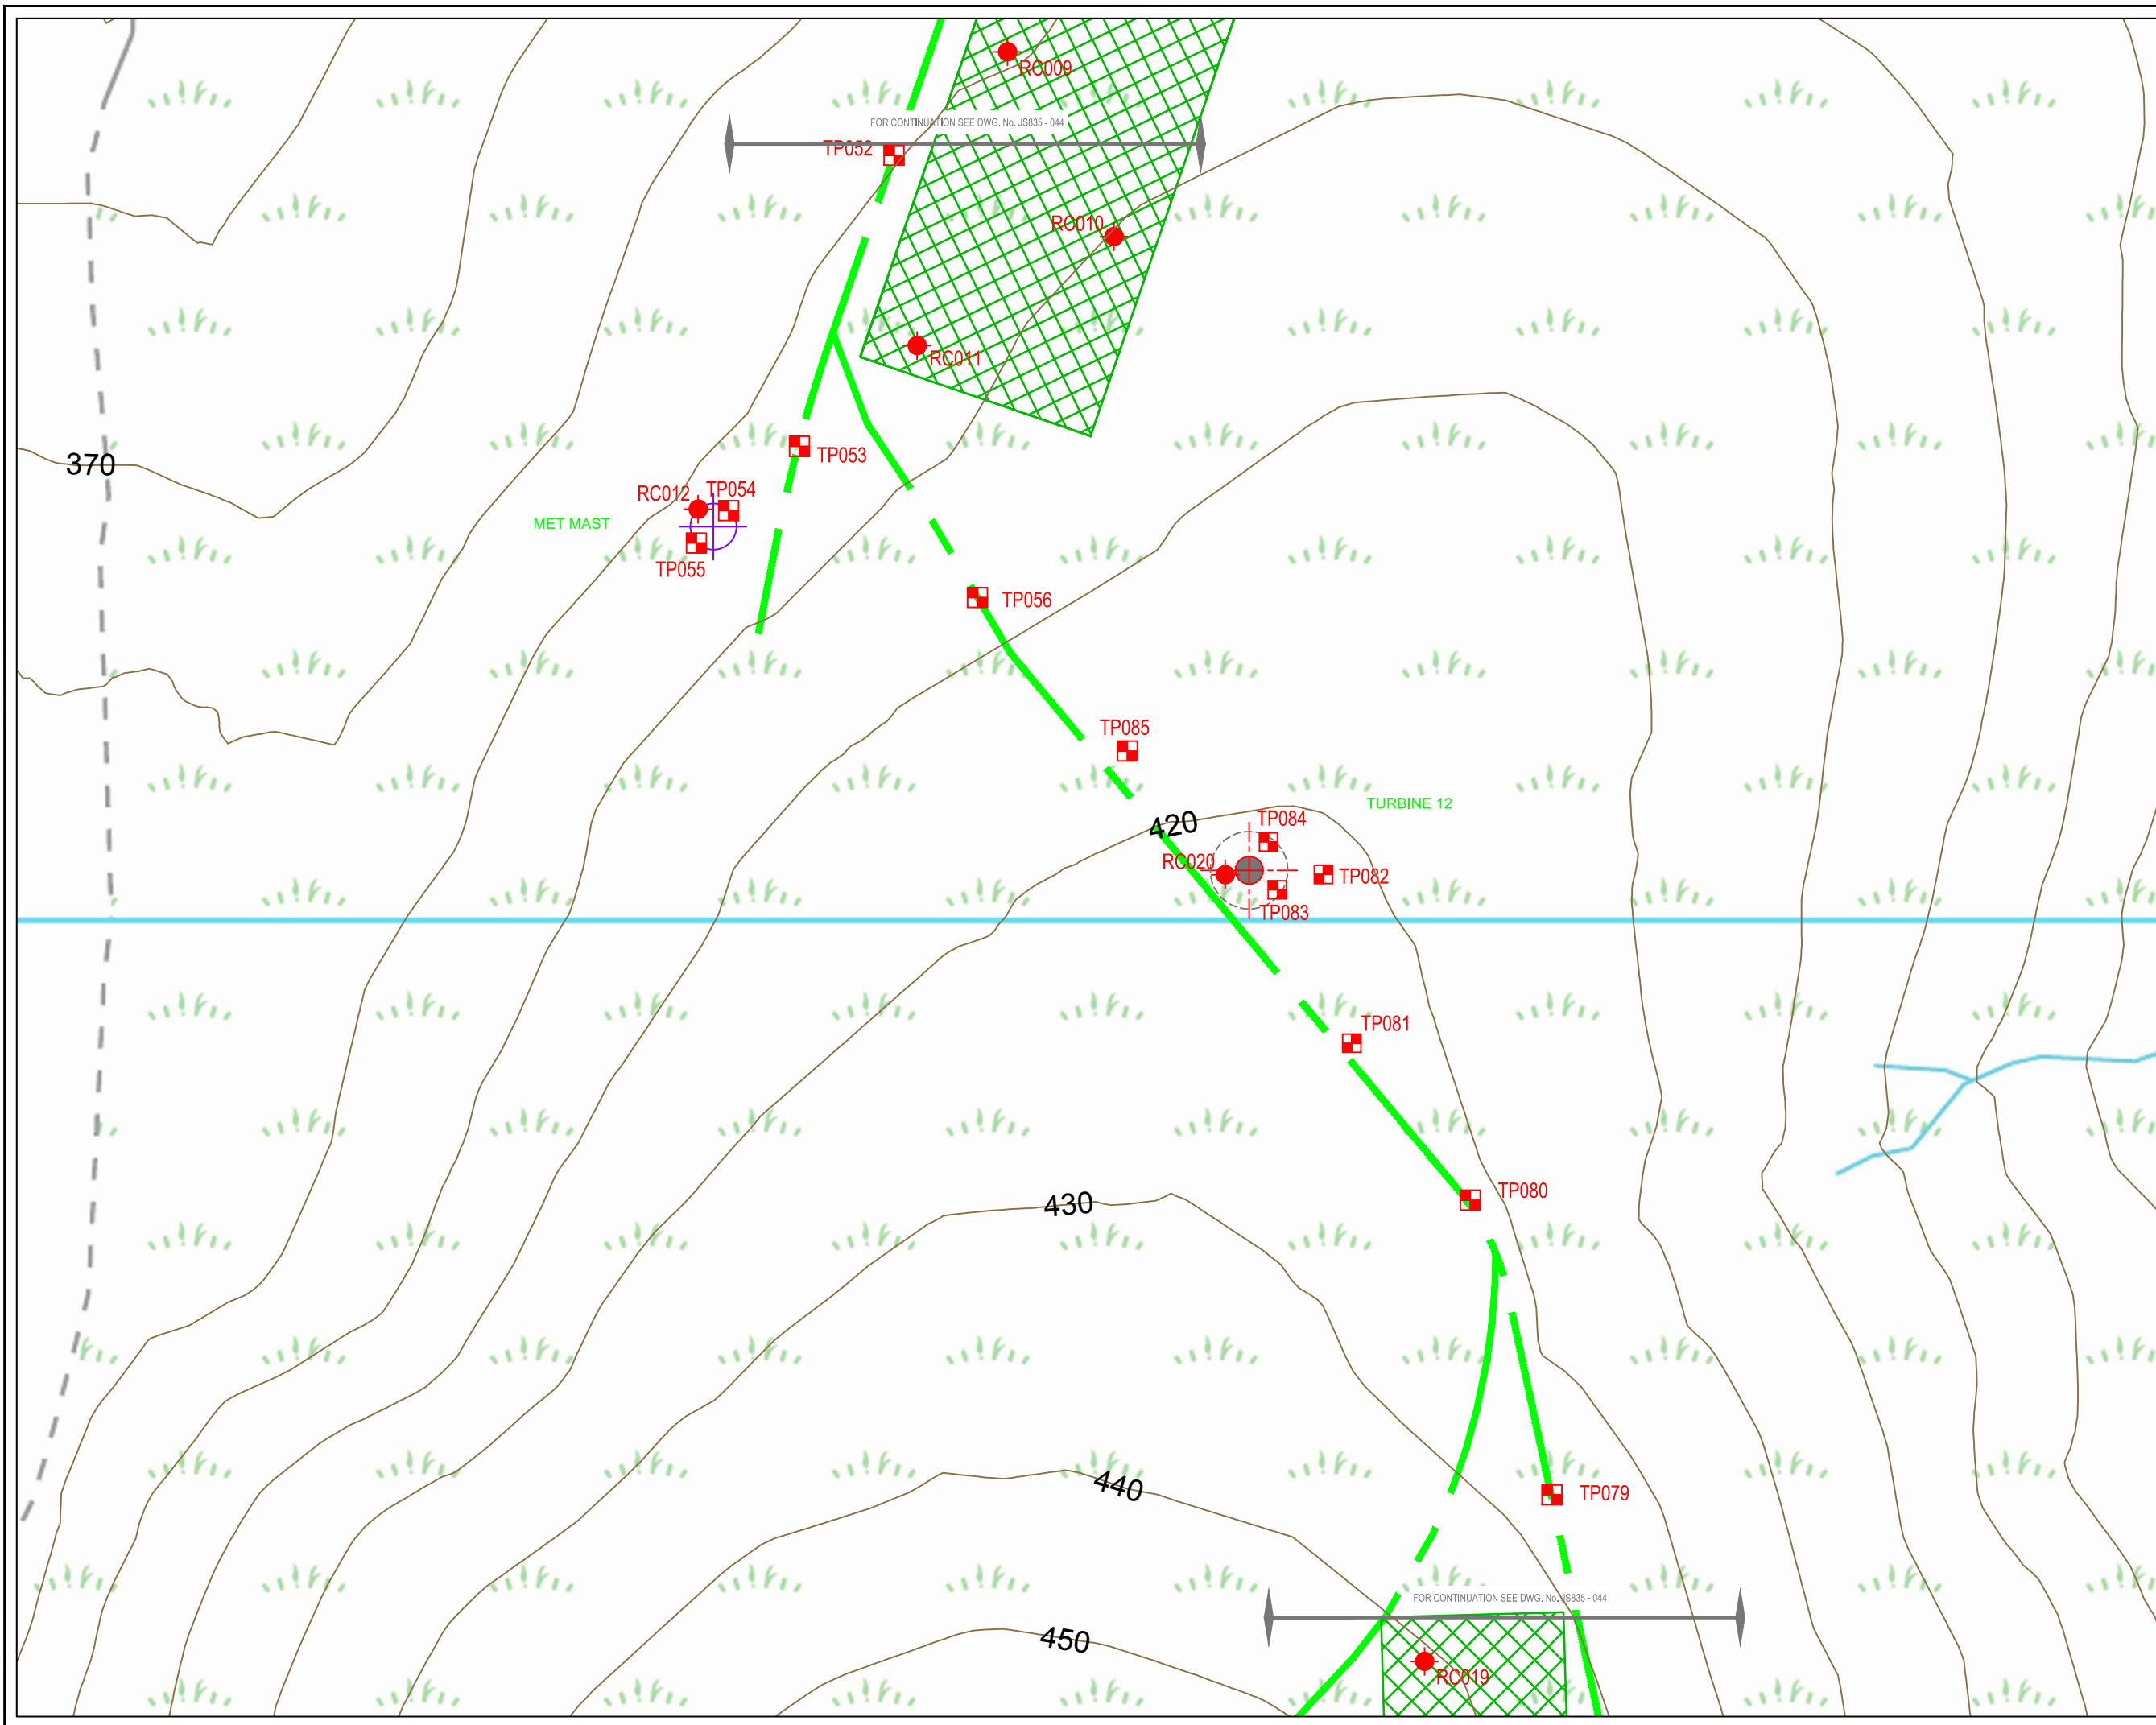 RC009
FOR CONTINUATION SEE DWG. No. JS835 - 044
TP052
RC010
RC011
TP053
370
RC012
TP054
MET MAST
TP055
TP056
TP085
TURBINE 12
420
TP084
RC020
TP082
TP083
TP081
TP080
430
440
TP079
FOR CONTINUATION SEE DWG. No. JS835 - 044
450
RC019